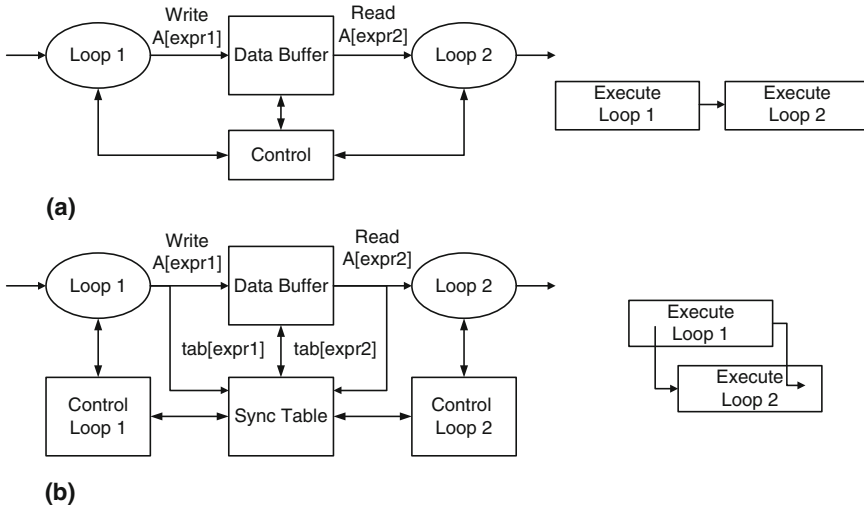 Write
A[expr1]
Read
A[expr2]
Loop 1
Data Buffer
Loop 2
Control
Execute
Loop 1
Execute
Loop 2
(a)
Write
A[expr1]
Read
A[expr2]
Loop 1
Data Buffer
Loop 2
tab[expr1]
tab[expr2]
Control
Loop 1
Sync Table
Control
Loop 2
Execute
Loop 1
Execute
Loop 2
(b)